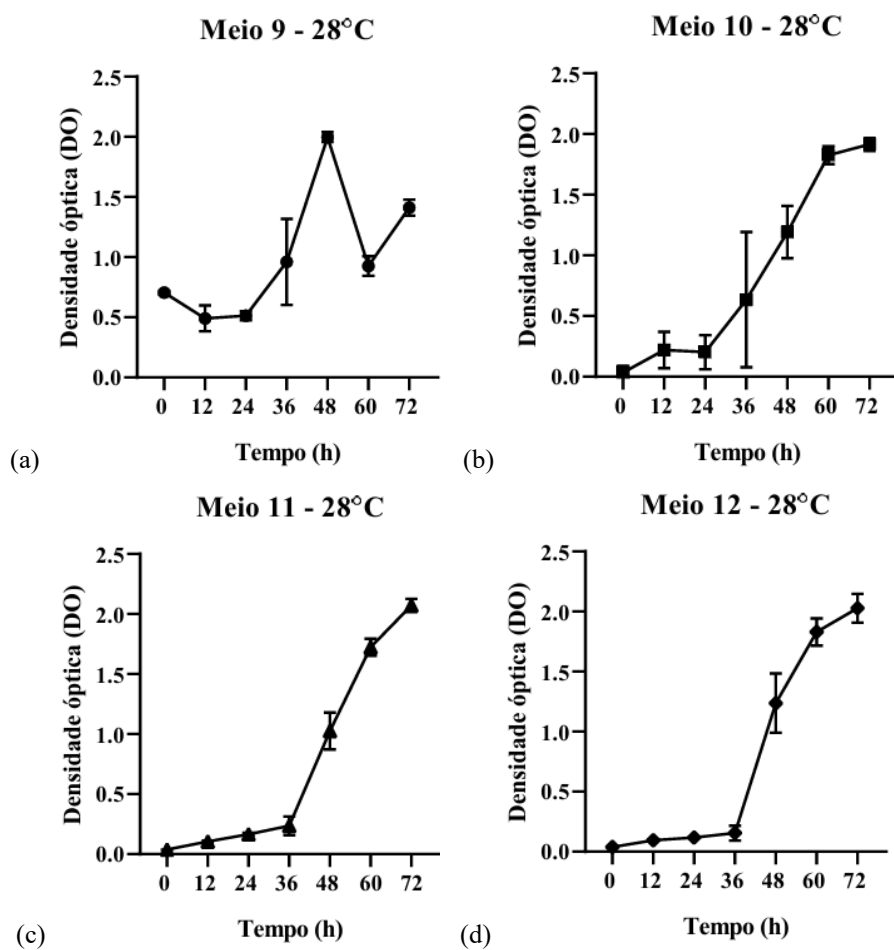 Meio 9 - 28°C
Densidade óptica (DO)
2.5
2.0
1.5
1.0
0.5
0.0
0 12 24 36 48 60 72
Tempo (h)
(a)
Meio 10 - 28°C
Densidade óptica (DO)
2.5
2.0
1.5
1.0
0.5
0.0
0 12 24 36 48 60 72
Tempo (h)
(b)
Meio 11 - 28°C
Densidade óptica (DO)
2.5
2.0
1.5
1.0
0.5
0.0
0 12 24 36 48 60 72
Tempo (h)
(c)
Meio 12 - 28°C
Densidade óptica (DO)
2.5
2.0
1.5
1.0
0.5
0.0
0 12 24 36 48 60 72
Tempo (h)
(d)